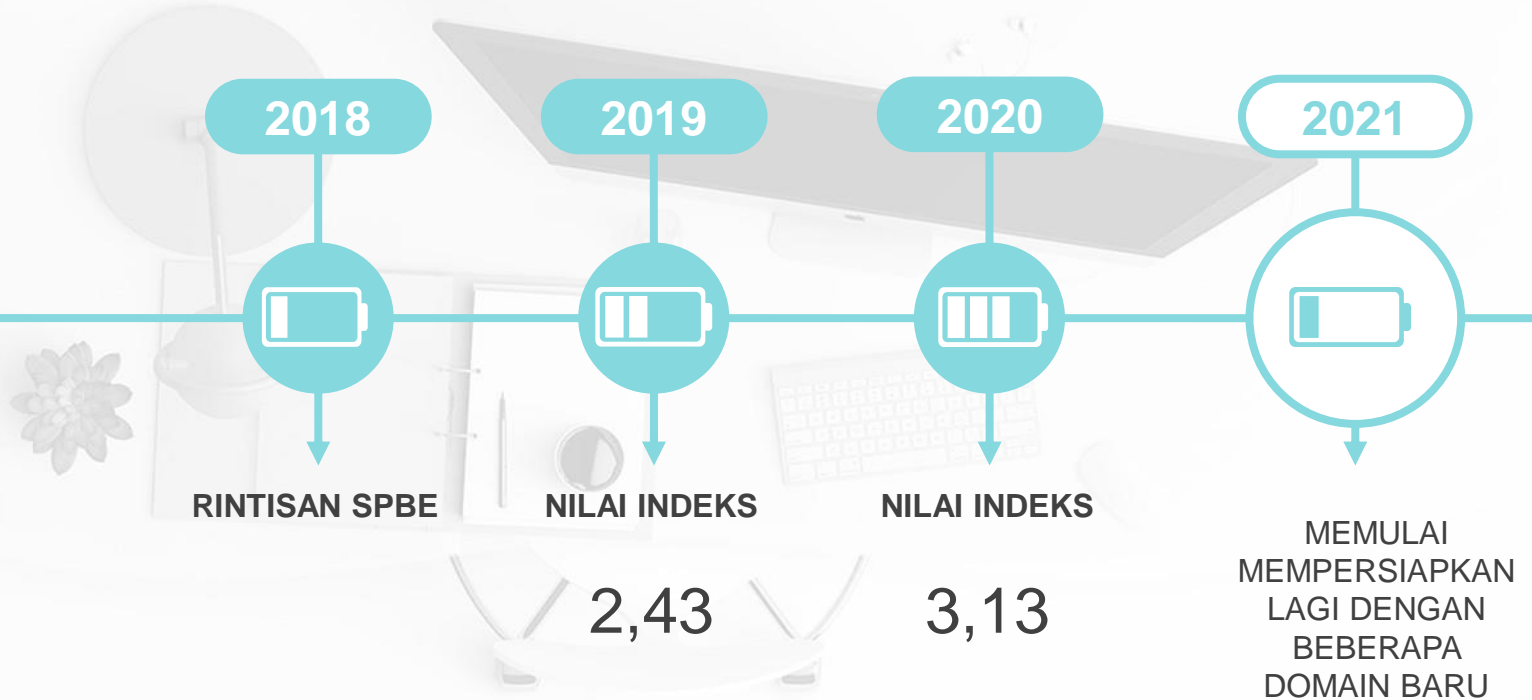 2018
2019
2020
2021
RINTISAN SPBE
NILAI INDEKS
2,43
NILAI INDEKS
3,13
MEMULAI
MEMPERSIAPKAN
LAGI DENGAN
BEBERAPA
DOMAIN BARU